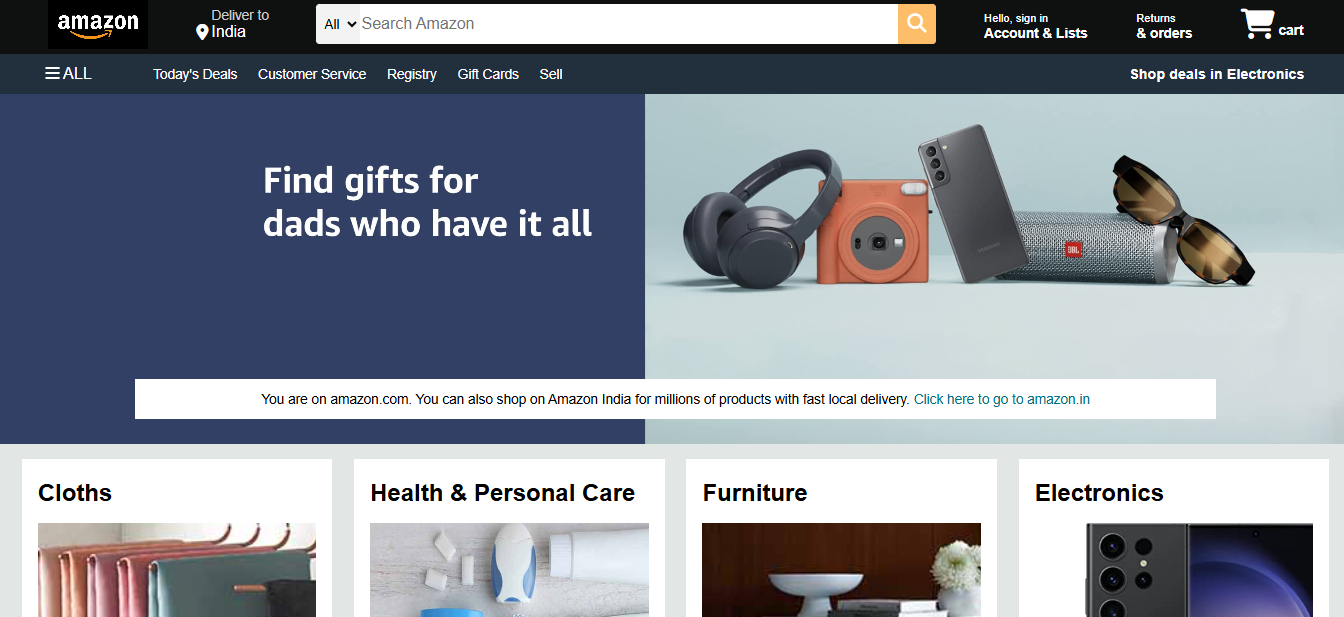 amazon
Deliver to
India
All
Search Amazon
Hello, sign in
Account & Lists
Returns
& orders
cart
ALL
Today's Deals
Customer Service
Registry
Gift Cards
Sell
Shop deals in Electronics
Find gifts for
dads who have it all
SAMSUNG
JBL
You are on amazon.com. You can also shop on Amazon India for millions of products with fast local delivery. Click here to go to amazon.in
Cloths
Health & Personal Care
Furniture
Electronics